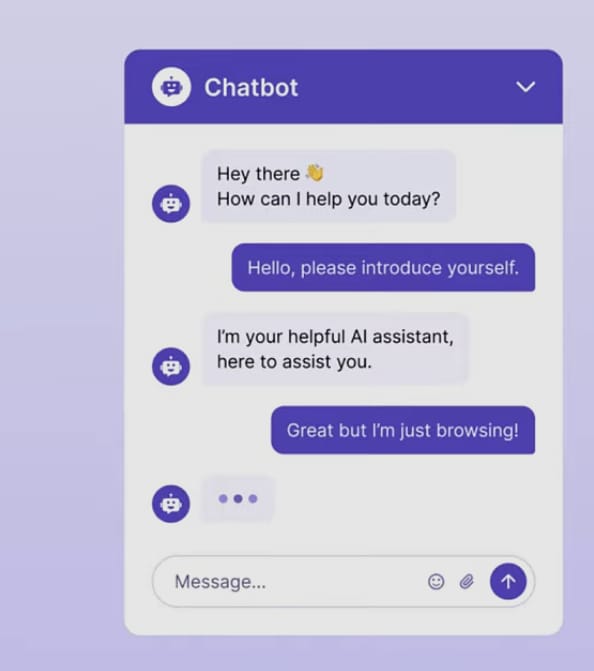 Chatbot
Hey there 👋
How can I help you today?
Hello, please introduce yourself.
I'm your helpful AI assistant,
here to assist you.
Great but I'm just browsing!
Message...